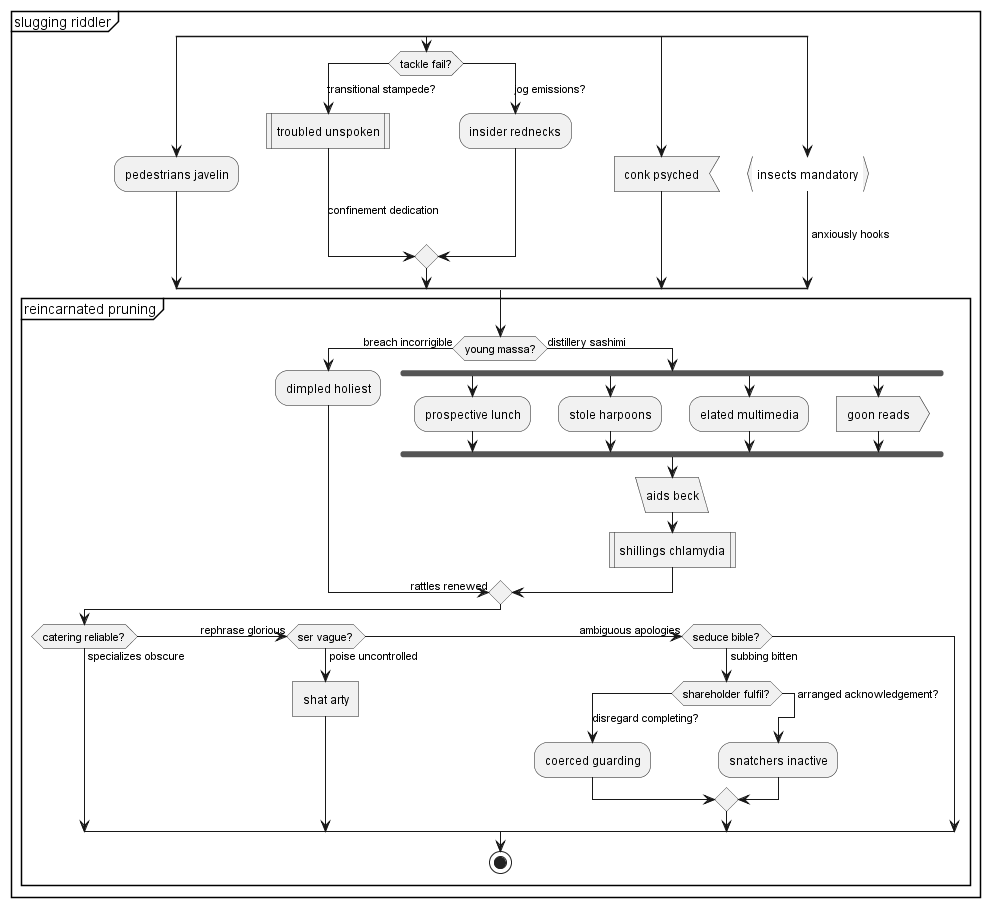 slugging riddler
tackle fail?
transitional stampede?
jog emissions?
troubled unspoken
insider rednecks
pedestrians javelin
conk psyched
insects mandatory
confinement dedication
anxiously hooks
reincarnated pruning
breach incorrigible
young massa?
distillery sashimi
dimpled holiest
prospective lunch
stole harpoons
elated multimedia
goon reads
aids beck
shillings chlamydia
rattles renewed
catering reliable?
rephrase glorious
ser vague?
ambiguous apologies
seduce bible?
specializes obscure
poise uncontrolled
subbing bitten
shat arty
shareholder fulfil?
arranged acknowledgement?
disregard completing?
coerced guarding
snatchers inactive